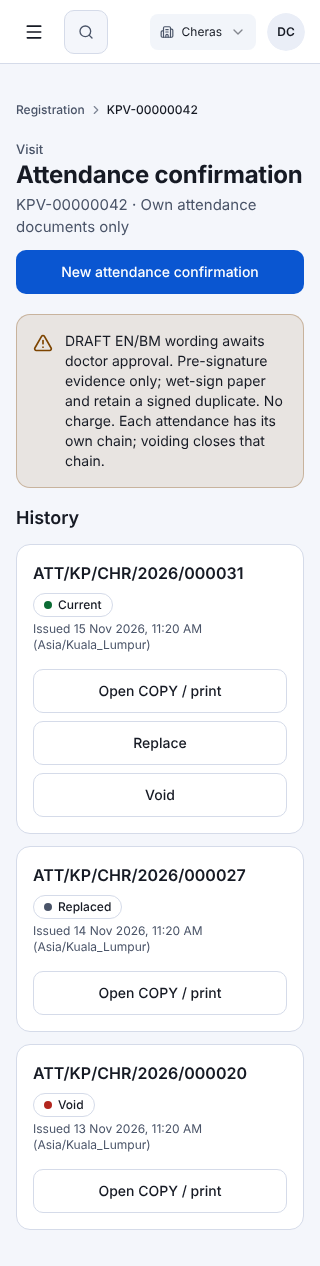 Cheras
DC
Registration
KPV-00000042
Visit
Attendance confirmation
KPV-00000042 · Own attendance
documents only
New attendance confirmation
DRAFT EN/BM wording awaits
doctor approval. Pre-signature
evidence only; wet-sign paper
and retain a signed duplicate. No
charge. Each attendance has its
own chain; voiding closes that
chain.
History
ATT/KP/CHR/2026/000031
Current
Issued 15 Nov 2026, 11:20 AM
(Asia/Kuala_Lumpur)
Open COPY / print
Replace
Void
ATT/KP/CHR/2026/000027
Replaced
Issued 14 Nov 2026, 11:20 AM
(Asia/Kuala_Lumpur)
Open COPY / print
ATT/KP/CHR/2026/000020
Void
Issued 13 Nov 2026, 11:20 AM
(Asia/Kuala_Lumpur)
Open COPY / print